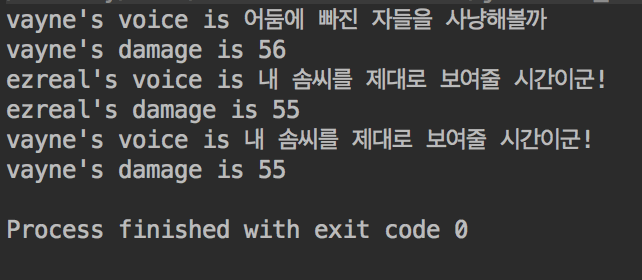 vayne's voice is 어둠에 빠진 자들을 사냥해볼까
vayne's damage is 56
ezreal's voice is 내 솜씨를 제대로 보여줄 시간이군!
ezreal's damage is 55
vayne's voice is 내 솜씨를 제대로 보여줄 시간이군!
vayne's damage is 55
Process finished with exit code 0